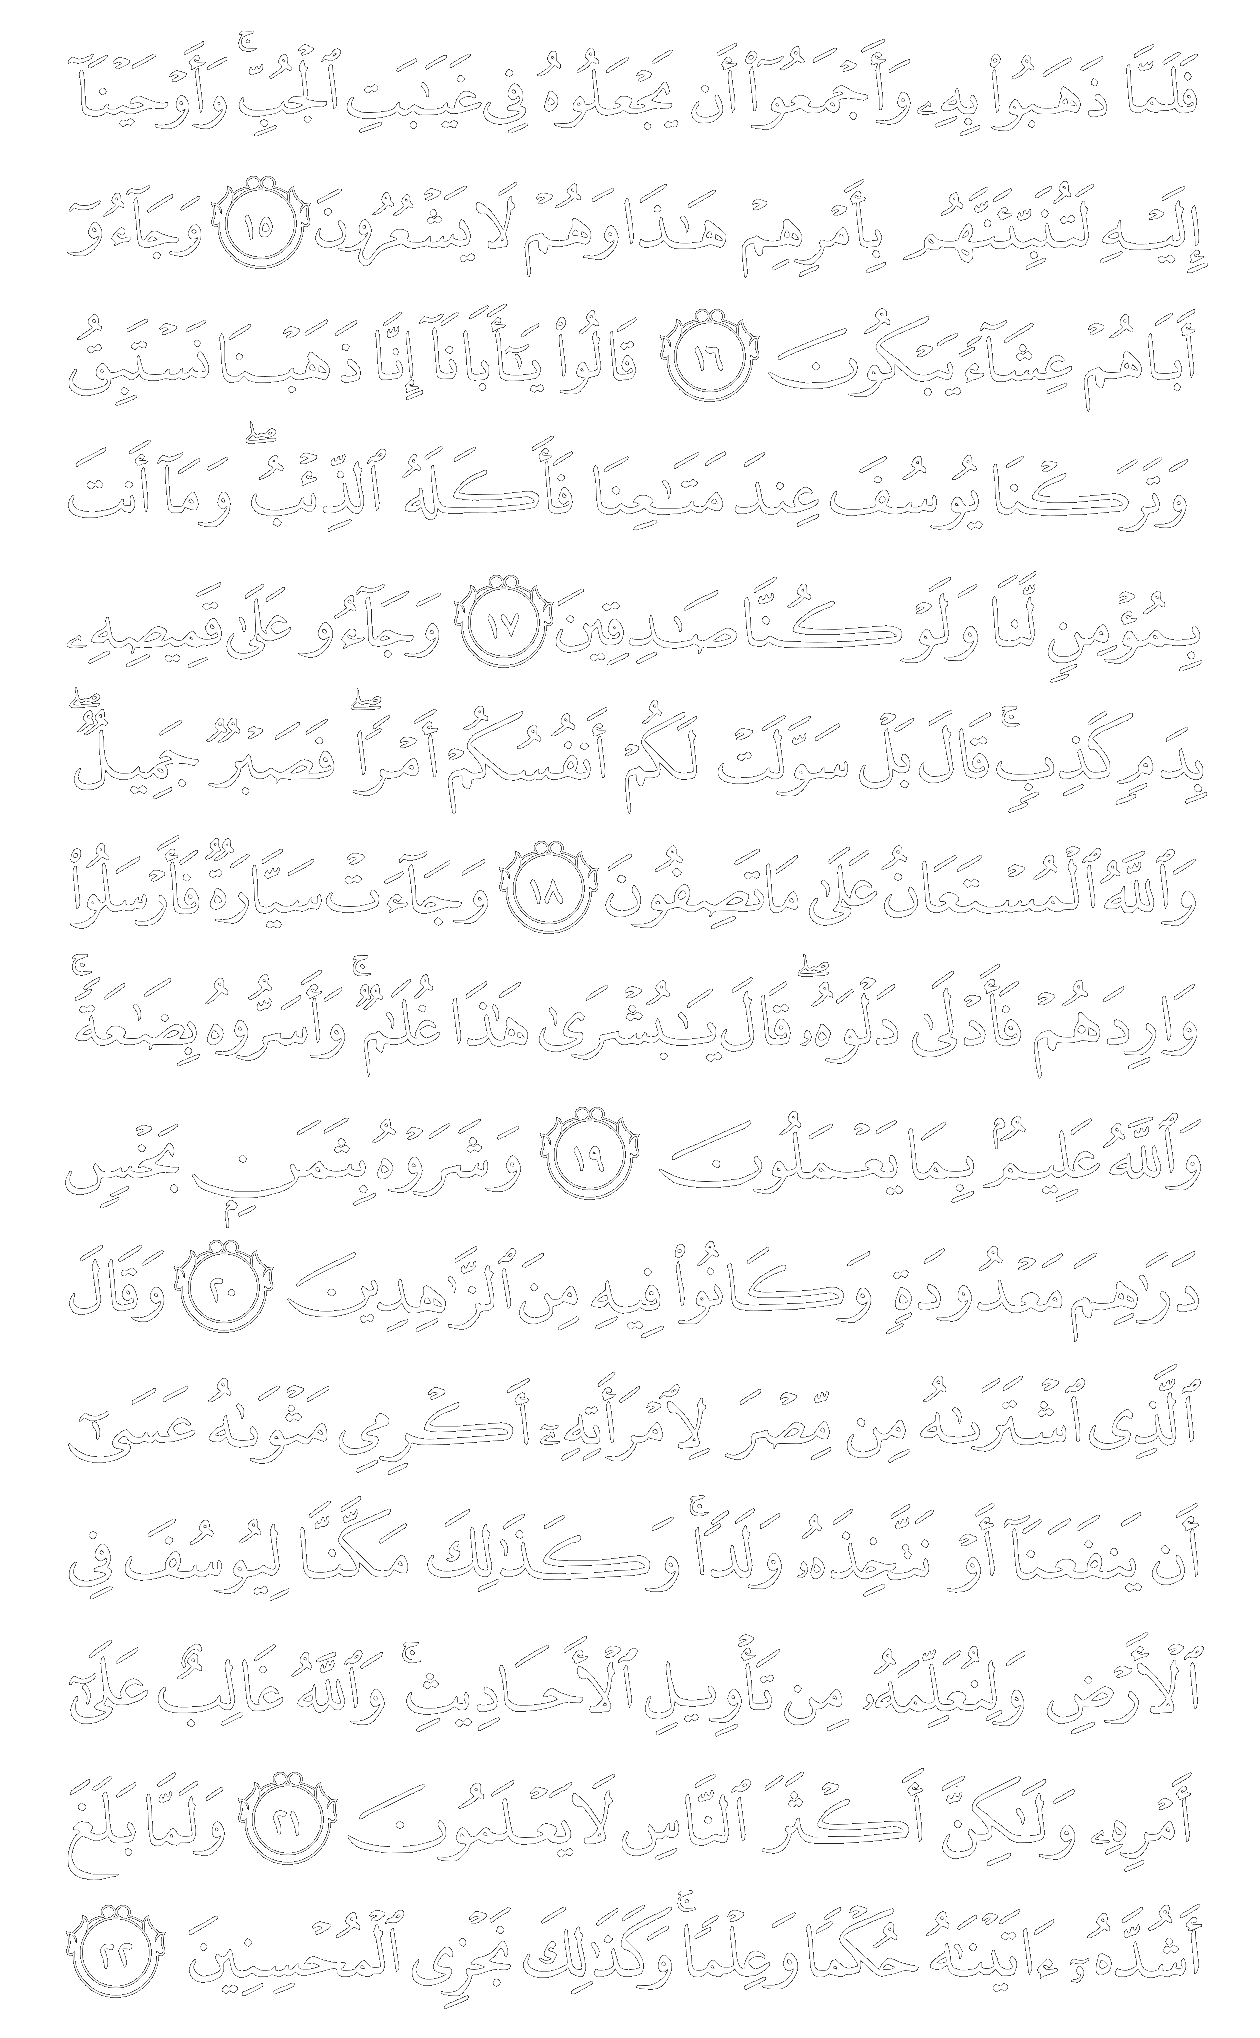 فَلَمَّا ذَهَبُوا۟ بِهِۦ وَأَجْمَعُوٓا۟ أَن يَجْعَلُوهُ فِى غَيَـٰبَتِ ٱلْجُبِّ ۚ وَأَوْحَيْنَآ
إِلَيْهِ لَتُنَبِّئَنَّهُم بِأَمْرِهِمْ هَـٰذَا وَهُمْ لَا يَشْعُرُونَ ١٥ وَجَآءُوٓ
أَبَاهُمْ عِشَآءً يَبْكُونَ ١٦ قَالُوا۟ يَـٰٓأَبَانَآ إِنَّا ذَهَبْنَا نَسْتَبِقُ
وَتَرَكْنَا يُوسُفَ عِندَ مَتَـٰعِنَا فَأَكَلَهُ ٱلذِّئْبُ ۖ وَمَآ أَنتَ
بِمُؤْمِنٍ لَّنَا وَلَوْ كُنَّا صَـٰدِقِينَ ١٧ وَجَآءُو عَلَىٰ قَمِيصِهِۦ
بِدَمٍ كَذِبٍ ۚ قَالَ بَلْ سَوَّلَتْ لَكُمْ أَنفُسُكُمْ أَمْرًا ۖ فَصَبْرٌ جَمِيلٌ ۖ
وَٱللَّهُ ٱلْمُسْتَعَانُ عَلَىٰ مَا تَصِفُونَ ١٨ وَجَآءَتْ سَيَّارَةٌ فَأَرْسَلُوا۟
وَارِدَهُمْ فَأَدْلَىٰ دَلْوَهُۥ ۖ قَالَ يَـٰبُشْرَىٰ هَـٰذَا غُلَـٰمٌ ۚ وَأَسَرُّوهُ بِضَـٰعَةً ۚ
وَٱللَّهُ عَلِيمٌۢ بِمَا يَعْمَلُونَ ١٩ وَشَرَوْهُ بِثَمَنٍۭ بَخْسٍ
دَرَٰهِمَ مَعْدُودَةٍ وَكَانُوا۟ فِيهِ مِنَ ٱلزَّٰهِدِينَ ٢٠ وَقَالَ
ٱلَّذِى ٱشْتَرَىٰهُ مِن مِّصْرَ لِٱمْرَأَتِهِۦٓ أَكْرِمِى مَثْوَىٰهُ عَسَىٰٓ
أَن يَنفَعَنَآ أَوْ نَتَّخِذَهُۥ وَلَدًا ۚ وَكَذَٰلِكَ مَكَّنَّا لِيُوسُفَ فِى
ٱلْأَرْضِ وَلِنُعَلِّمَهُۥ مِن تَأْوِيلِ ٱلْأَحَادِيثِ ۚ وَٱللَّهُ غَالِبٌ عَلَىٰٓ
أَمْرِهِۦ وَلَـٰكِنَّ أَكْثَرَ ٱلنَّاسِ لَا يَعْلَمُونَ ٢١ وَلَمَّا بَلَغَ
أَشُدَّهُۥٓ ءَاتَيْنَـٰهُ حُكْمًا وَعِلْمًا ۚ وَكَذَٰلِكَ نَجْزِى ٱلْمُحْسِنِينَ ٢٢